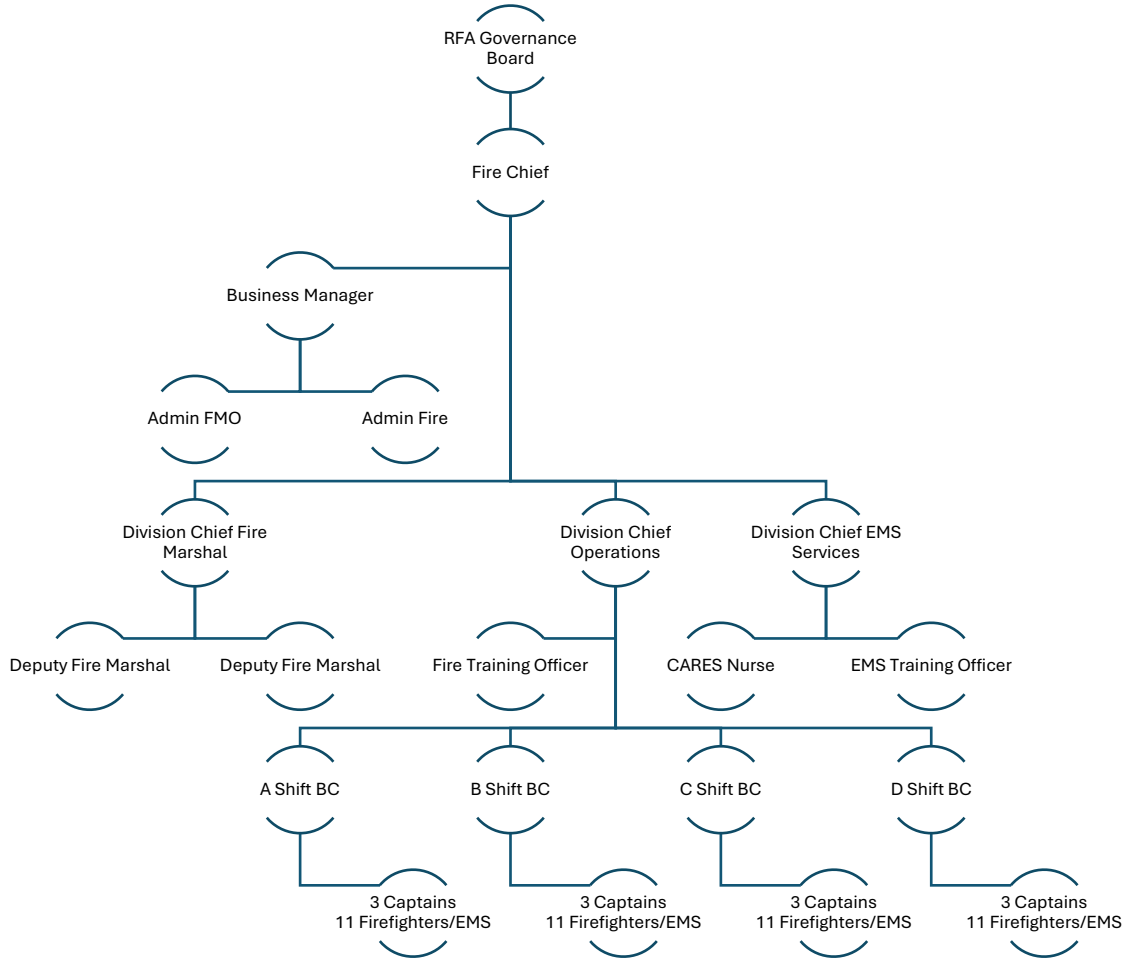 RFA Governance
Board
Fire Chief
Business Manager
Admin FMO
Admin Fire
Division Chief Fire
Marshal
Division Chief
Operations
Division Chief EMS
Services
Deputy Fire Marshal
Deputy Fire Marshal
Fire Training Officer
CARES Nurse
EMS Training Officer
A Shift BC
B Shift BC
C Shift BC
D Shift BC
3 Captains
11 Firefighters/EMS
3 Captains
11 Firefighters/EMS
3 Captains
11 Firefighters/EMS
3 Captains
11 Firefighters/EMS